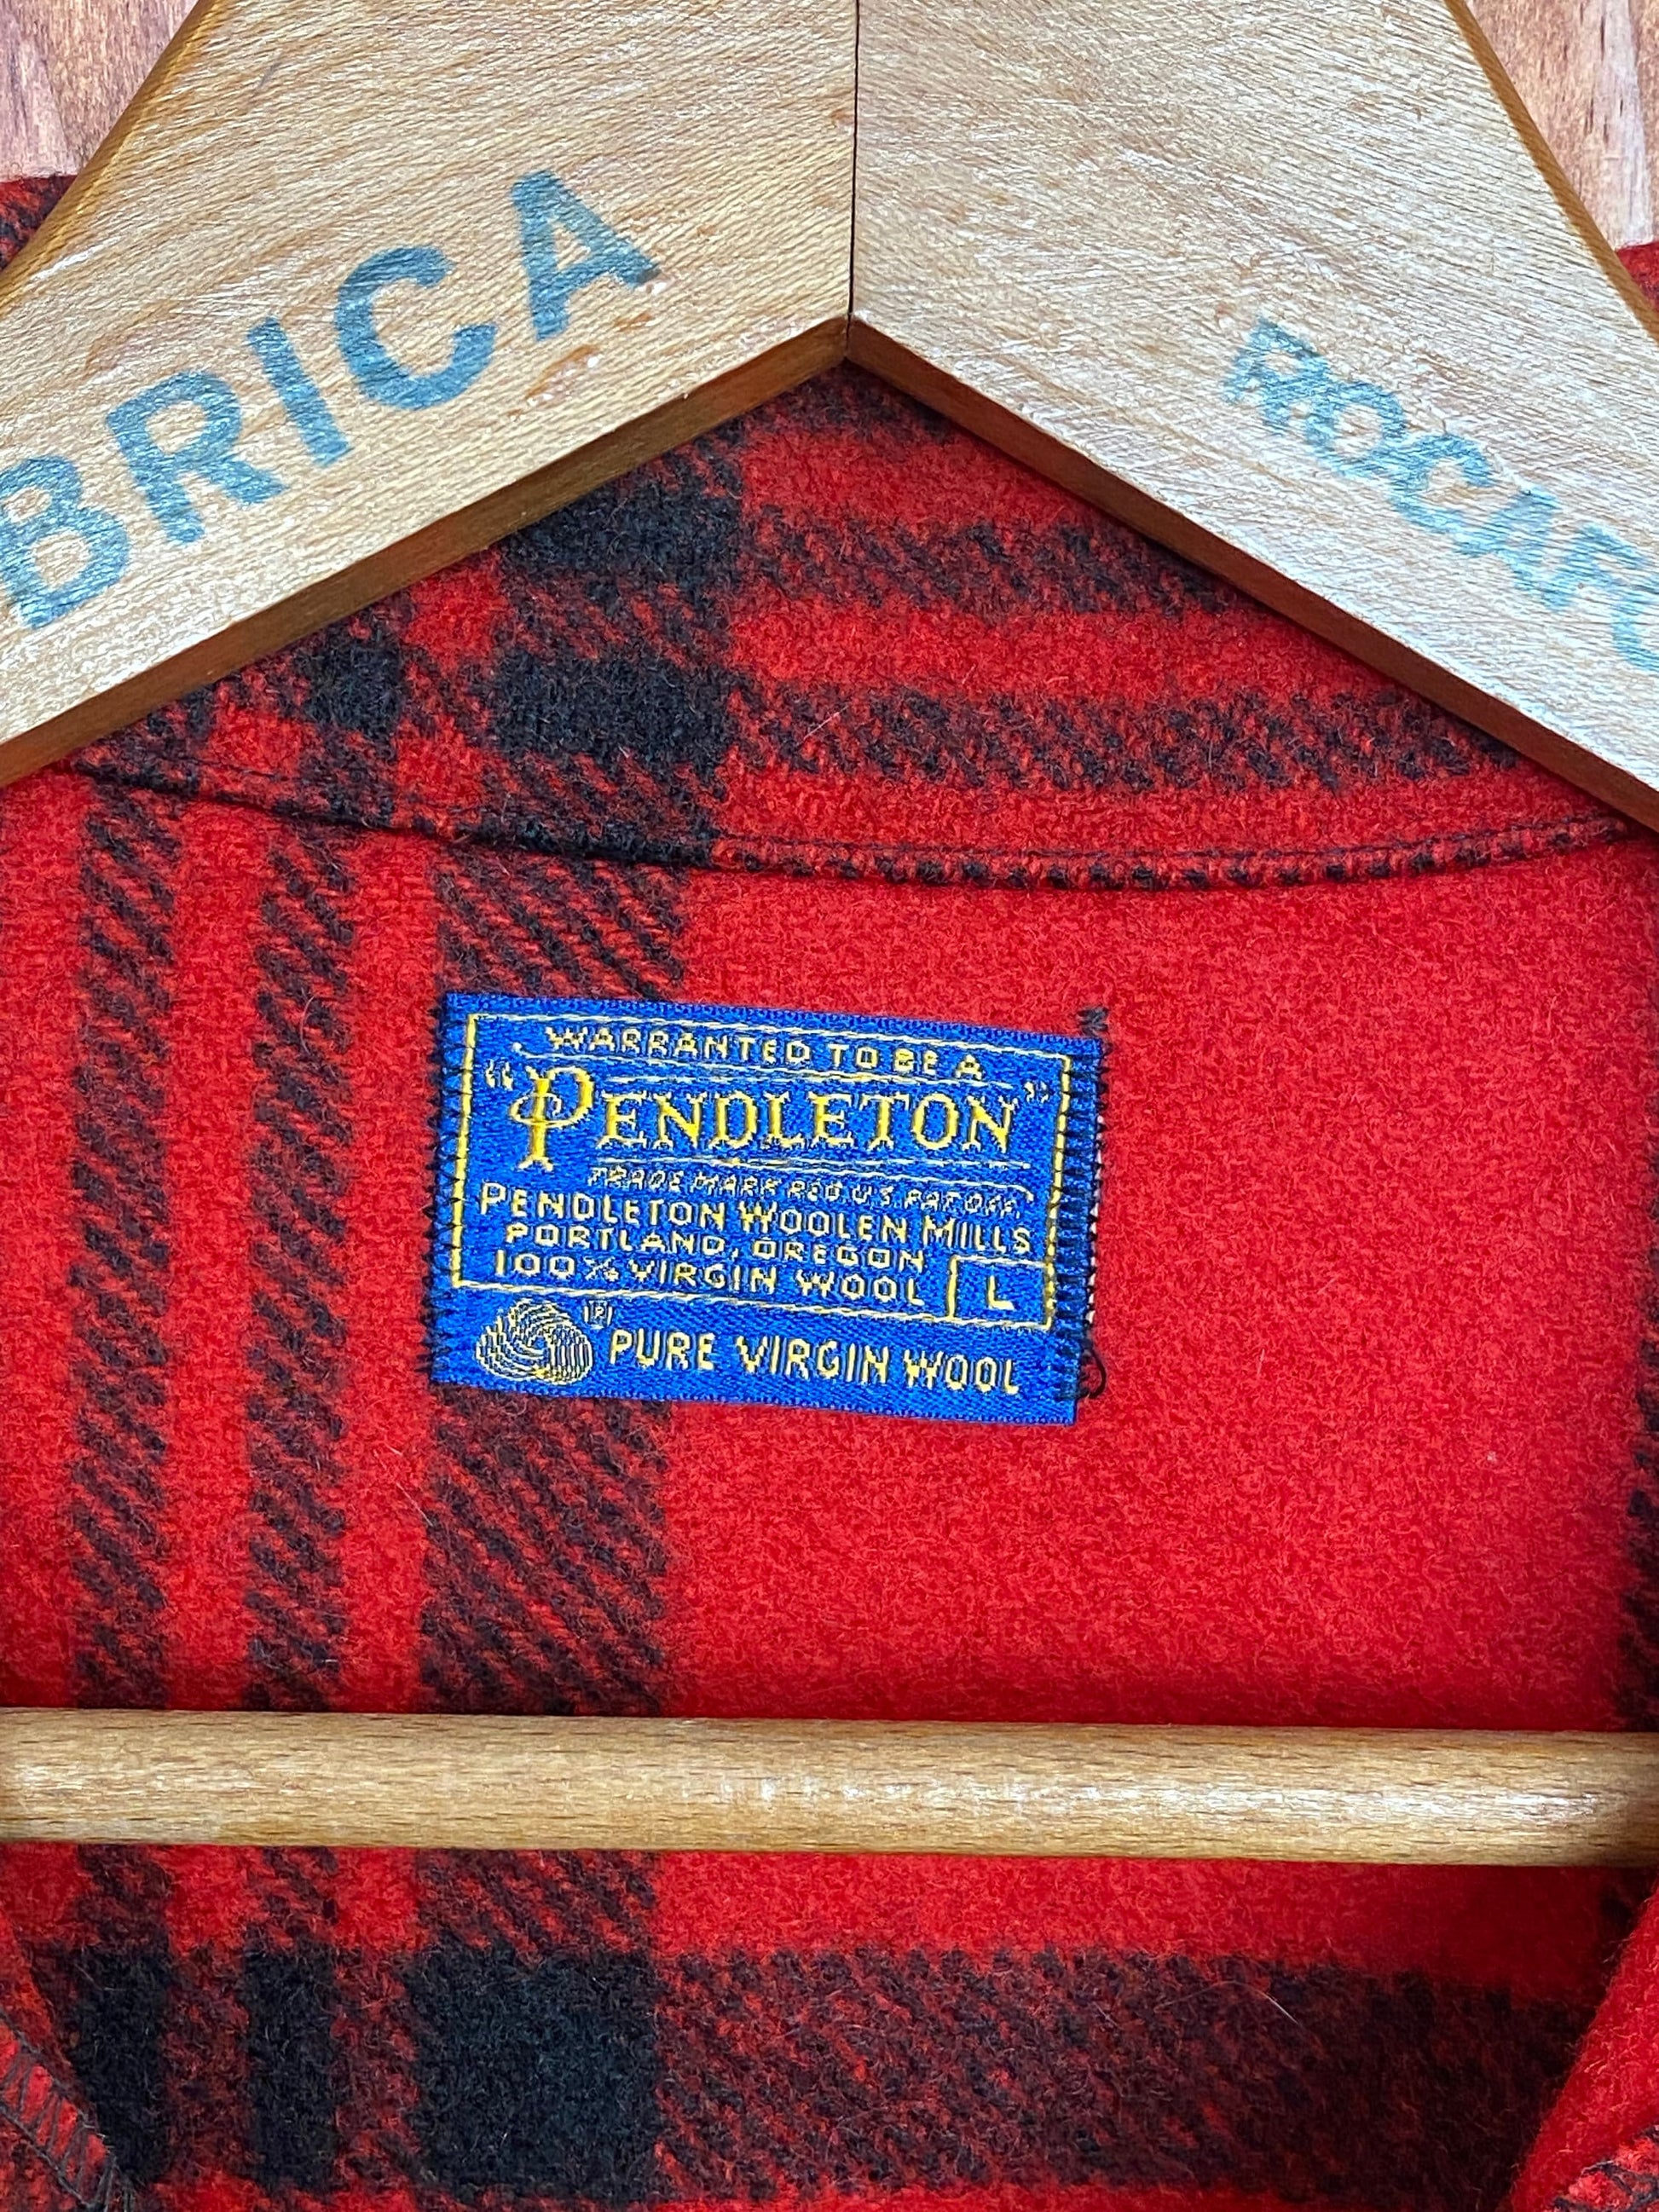 BRICA
ROCAFO
WARRANTED TO BE A
"PENDLETON"
TRADE MARK REG. U.S. PAT. OFF.
PENDLETON WOOLEN MILLS
PORTLAND, OREGON
100% VIRGIN WOOL L
® PURE VIRGIN WOOL